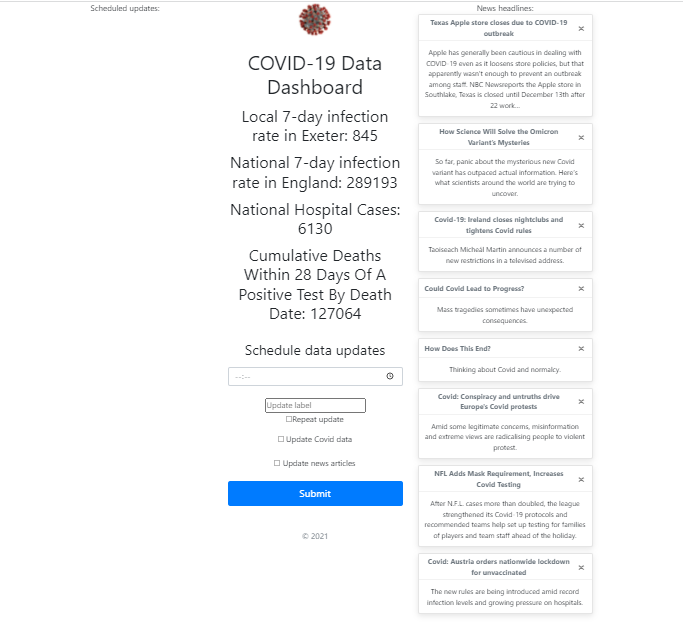 Scheduled updates:
COVID-19 Data
Dashboard
Local 7-day infection
rate in Exeter: 845
National 7-day infection
rate in England: 289193
National Hospital Cases:
6130
Cumulative Deaths
Within 28 Days Of A
Positive Test By Death
Date: 127064
Schedule data updates
--:--
Update label
Repeat update
Update Covid data
Update news articles
Submit
© 2021
News headlines:
Texas Apple store closes due to COVID-19
outbreak
Apple has generally been cautious in dealing with
COVID-19 even as it loosens store policies, but that
apparently wasn't enough to prevent an outbreak
among staff. NBC Newsreports the Apple store in
Southlake, Texas is closed until December 13th after
22 work...
How Science Will Solve the Omicron
Variant's Mysteries
So far, panic about the mysterious new Covid
variant has outpaced actual information. Here's
what scientists around the world are trying to
uncover.
Covid-19: Ireland closes nightclubs and
tightens Covid rules
Taoiseach Micheál Martin announces a number of
new restrictions in a televised address.
Could Covid Lead to Progress?
Mass tragedies sometimes have unexpected
consequences.
How Does This End?
Thinking about Covid and normalcy.
Covid: Conspiracy and untruths drive
Europe's Covid protests
Amid some legitimate concerns, misinformation
and extreme views are radicalising people to violent
protest.
NFL Adds Mask Requirement, Increases
Covid Testing
After N.F.L. cases more than doubled, the league
strengthened its Covid-19 protocols and
recommended teams help set up testing for families
of players and team staff ahead of the holiday.
Covid: Austria orders nationwide lockdown
for unvaccinated
The new rules are being introduced amid record
infection levels and growing pressure on hospitals.